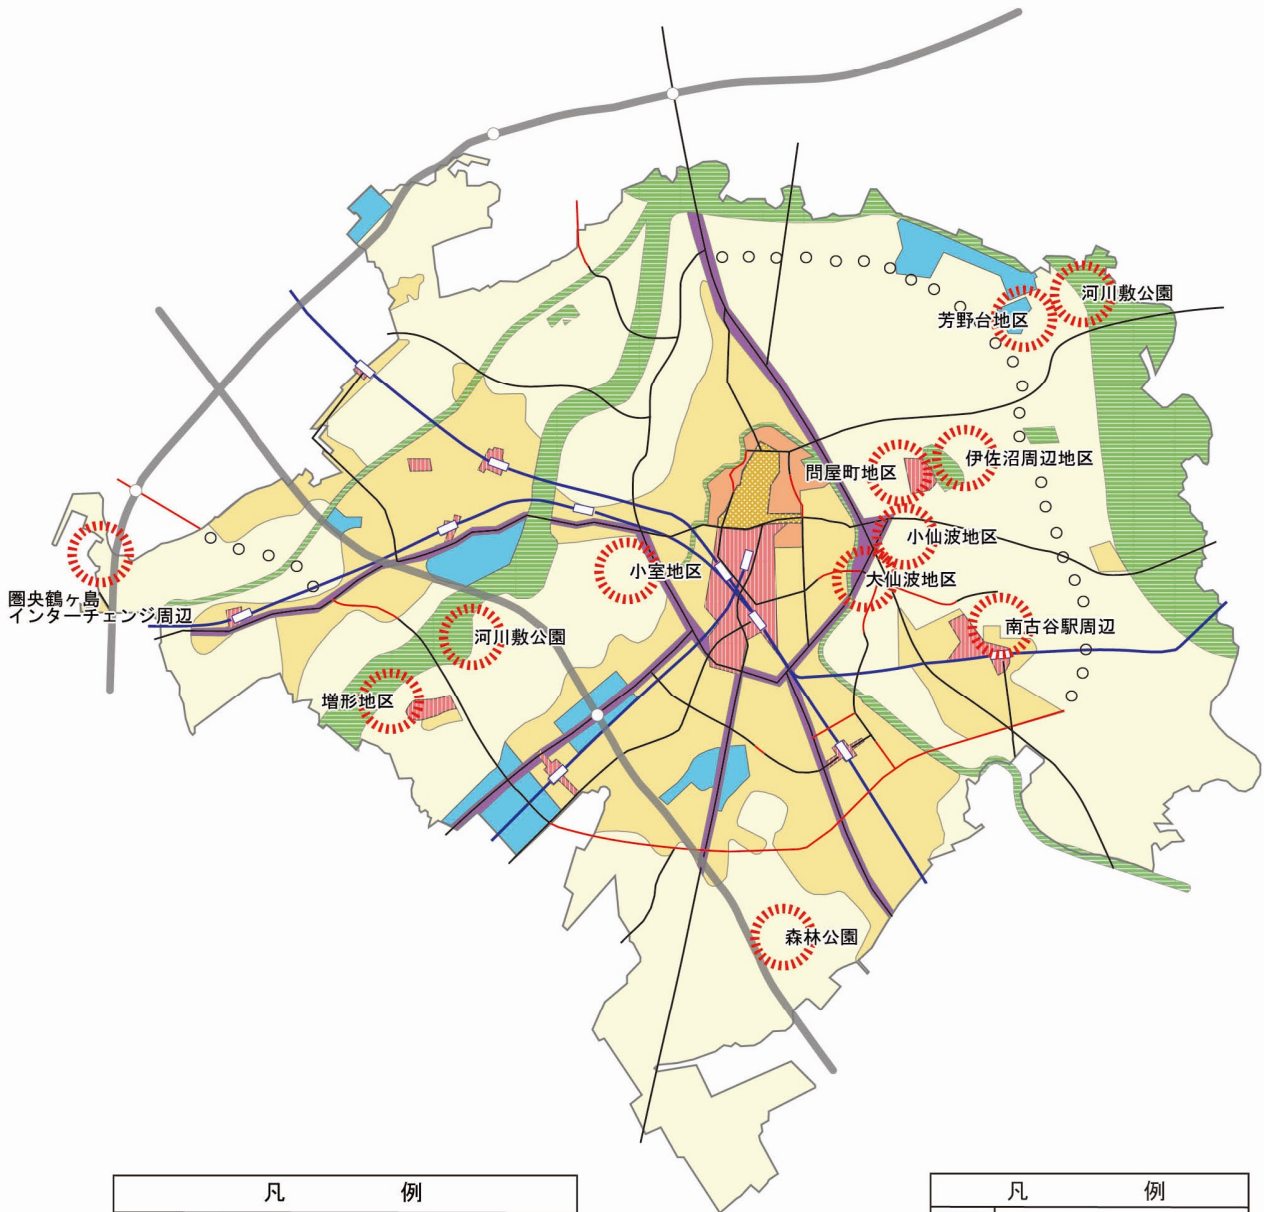 河川敷公園
芳野台地区
問屋町地区
伊佐沼周辺地区
小仙波地区
小室地区
大仙波地区
圏央鶴ヶ島
インターチェンジ周辺
河川敷公園
南古谷駅周辺
増形地区
森林公園
凡 例
凡 例